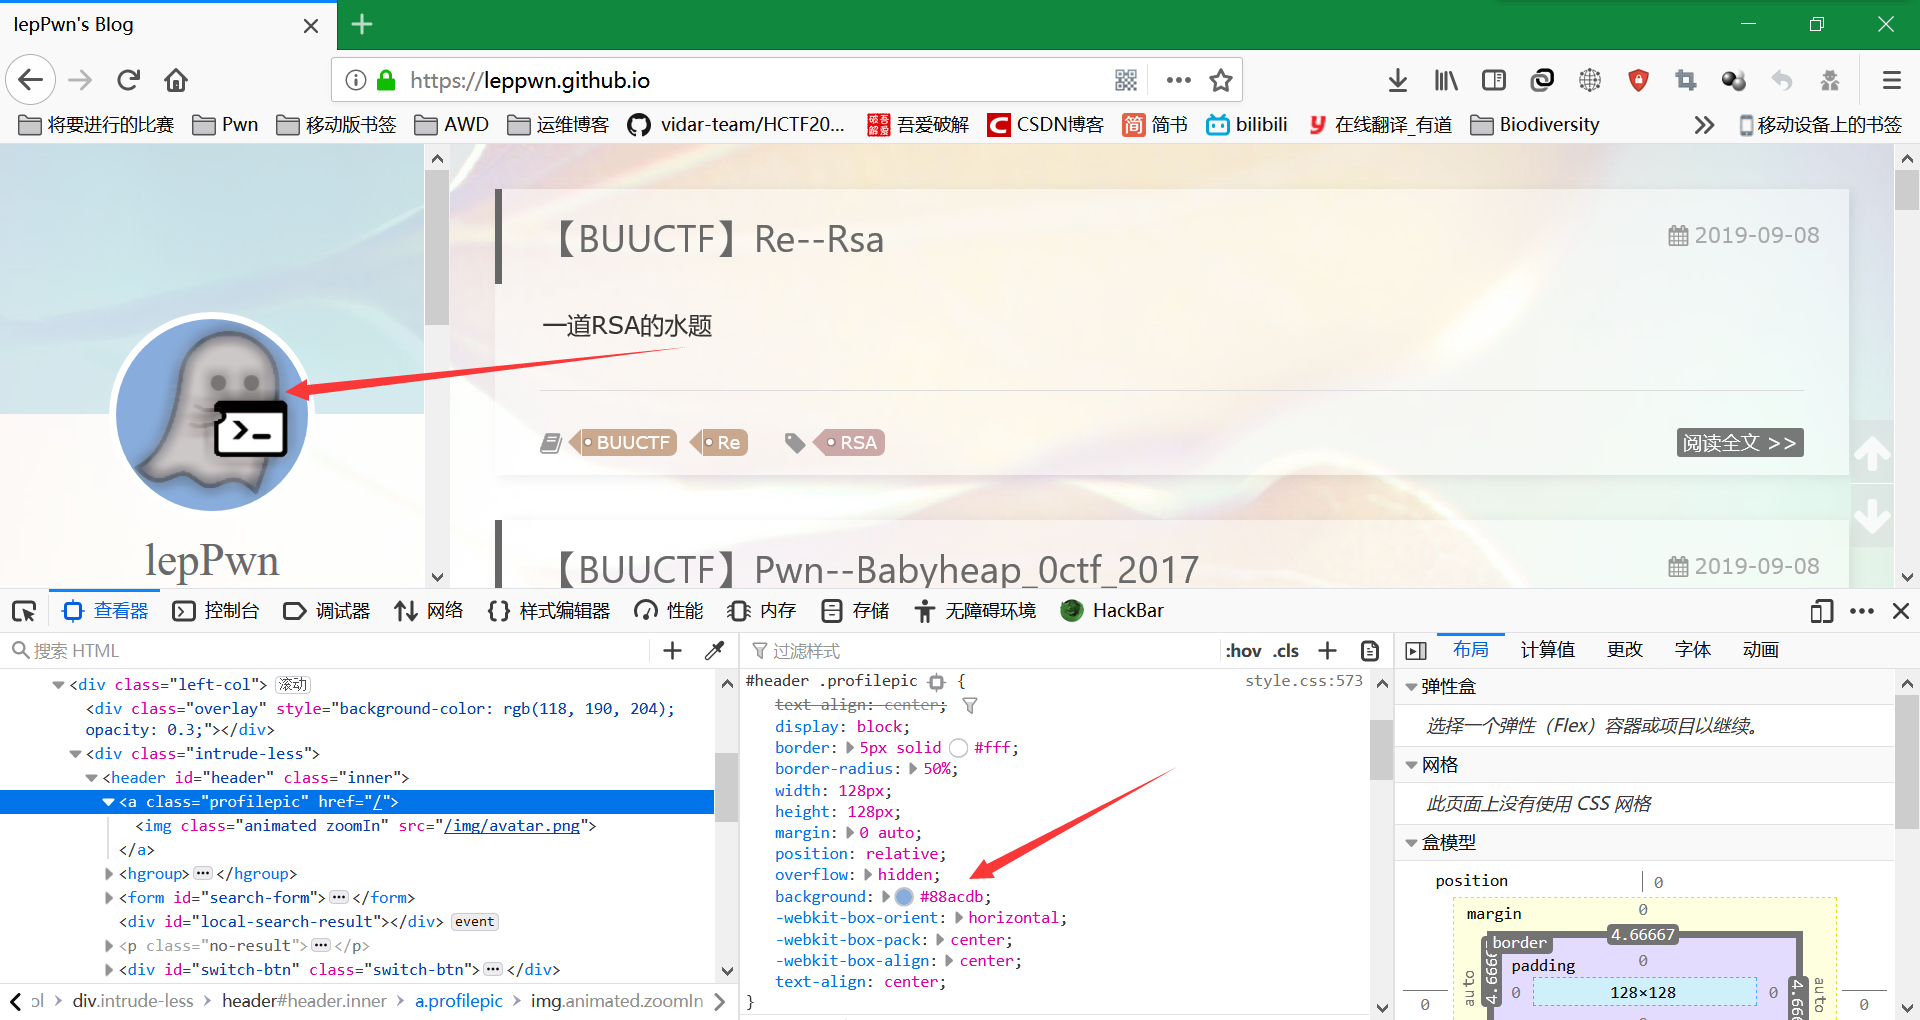 lepPwn's Blog
https://leppwn.github.io
将要进行的比赛 Pwn 移动版书签 AWD 运维博客 vidar-team/HCTF20... 吾爱破解 CSDN博客 简书 bilibili 在线翻译_有道 Biodiversity 移动设备上的书签
【BUUCTF】Re--Rsa
2019-09-08
一道RSA的水题
BUUCTF Re RSA
阅读全文 >>
lepPwn
【BUUCTF】Pwn--Babyheap_0ctf_2017
2019-09-08
查看器 控制台 调试器 网络 样式编辑器 性能 内存 存储 无障碍环境 HackBar
搜索 HTML
<div class="left-col"> 滚动
<div class="overlay" style="background-color: rgb(118, 190, 204);
opacity: 0.3;"></div>
<div class="intrude-less">
<header id="header" class="inner">
<a class="profilepic" href="/">
<img class="animated zoomIn" src="/img/avatar.png">
</a>
<hgroup>···</hgroup>
<form id="search-form">···</form>
<div id="local-search-result"></div> event
<p class="no-result">···</p>
<div id="switch-btn" class="switch-btn">···</div>
ol div.intrude-less header#header.inner a.profilepic img.animated.zoomIn
过滤样式
:hov .cls +
#header .profilepic {
style.css:573
text-align: center;
display: block;
border: 5px solid #fff;
border-radius: 50%;
width: 128px;
height: 128px;
margin: 0 auto;
position: relative;
overflow: hidden;
background: #88acdb;
-webkit-box-orient: horizontal;
-webkit-box-pack: center;
-webkit-box-align: center;
text-align: center;
}
布局 计算值 更改 字体 动画
弹性盒
选择一个弹性（Flex）容器或项目以继续。
网格
此页面上没有使用 CSS 网格
盒模型
position 0
margin 0
border 4.66667
padding 0
0 auto 4.6666 0 128×128 0 4.666 auto 0